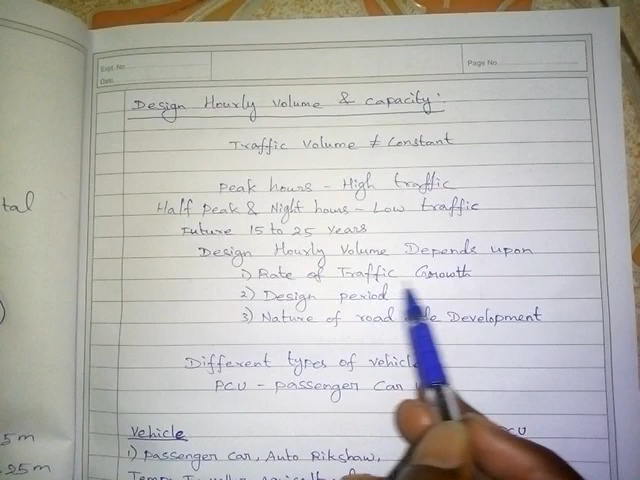 Expt. No.
Page No.
Date.
Design Hourly Volume & capacity:
Traffic Volume ≠ Constant
tal
Peak hours - High traffic
Half Peak & Night hours - Low traffic
Future 15 to 25 years
Design Hourly Volume Depends upon
1) Rate of Traffic Growth
2) Design period
3) Nature of road Development
Different types of
PCU - Passenger Car
5m
Vehicle
1) Passenger Car, Auto Rikshaw,
.25m